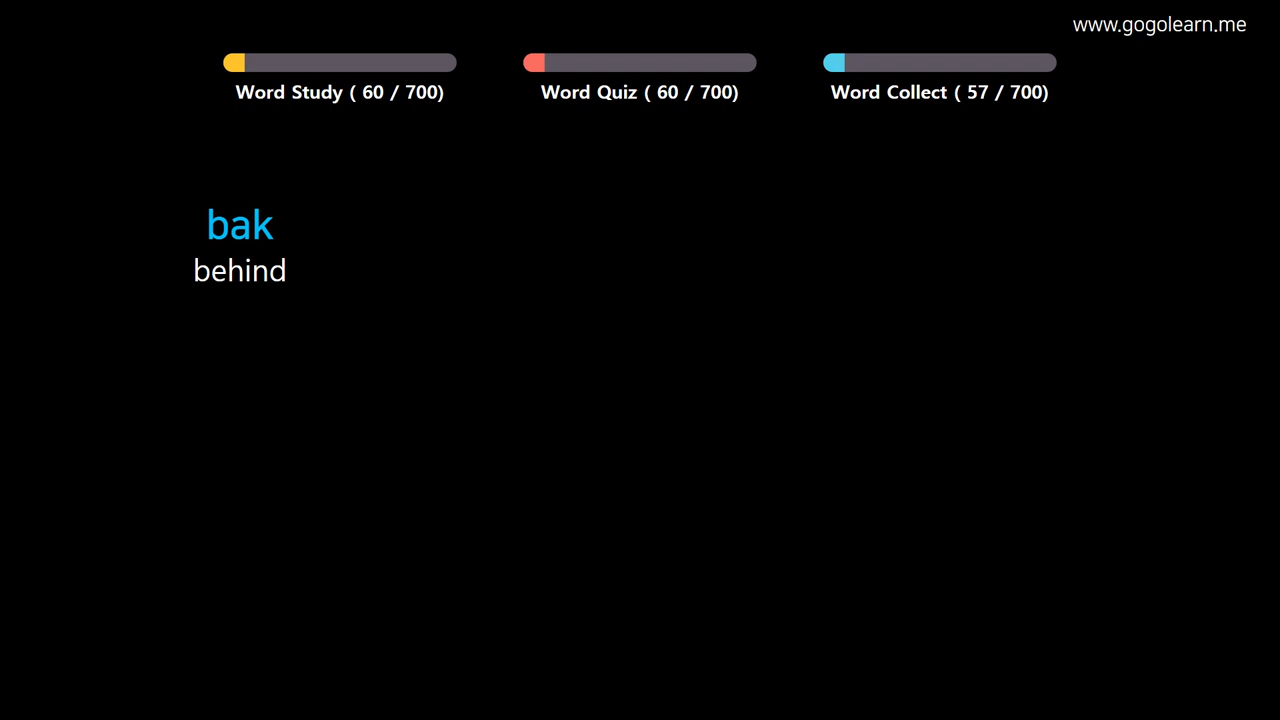 www.gogolearn.me
Word Study ( 60 / 700)
Word Quiz ( 60 / 700)
Word Collect ( 57 / 700)
bak
behind